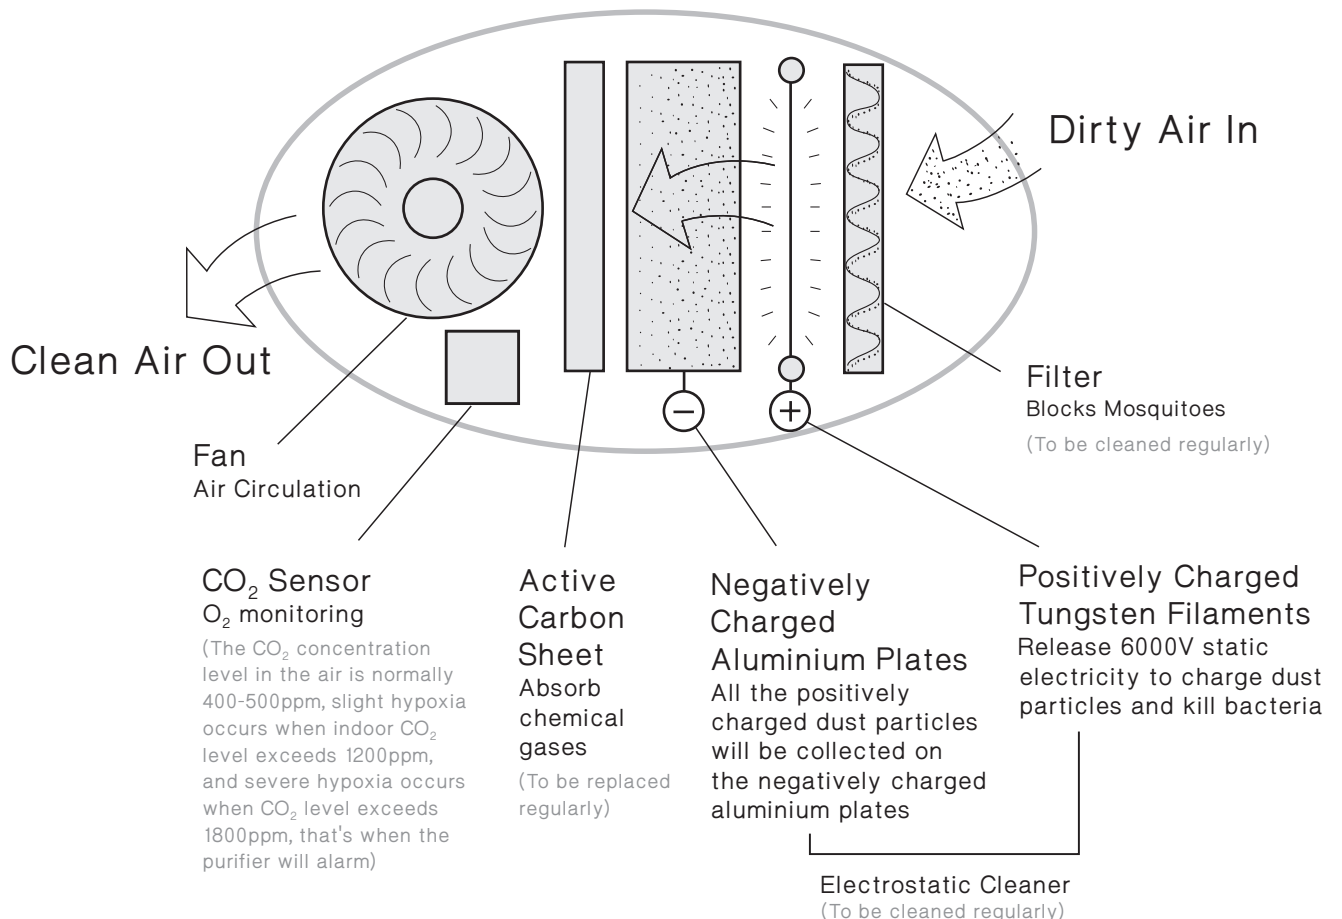 Dirty Air In
Clean Air Out
Filter
Blocks Mosquitoes
(To be cleaned regularly)
Fan
Air Circulation
CO₂ Sensor
O₂ monitoring
(The CO₂ concentration
level in the air is normally
400-500ppm, slight hypoxia
occurs when indoor CO₂
level exceeds 1200ppm,
and severe hypoxia occurs
when CO₂ level exceeds
1800ppm, that's when the
purifier will alarm)
Active
Carbon
Sheet
Absorb
chemical
gases
(To be replaced
regularly)
−
Negatively
Charged
Aluminium Plates
All the positively
charged dust particles
will be collected on
the negatively charged
aluminium plates
+
Positively Charged
Tungsten Filaments
Release 6000V static
electricity to charge dust
particles and kill bacteria
Electrostatic Cleaner
(To be cleaned regularly)